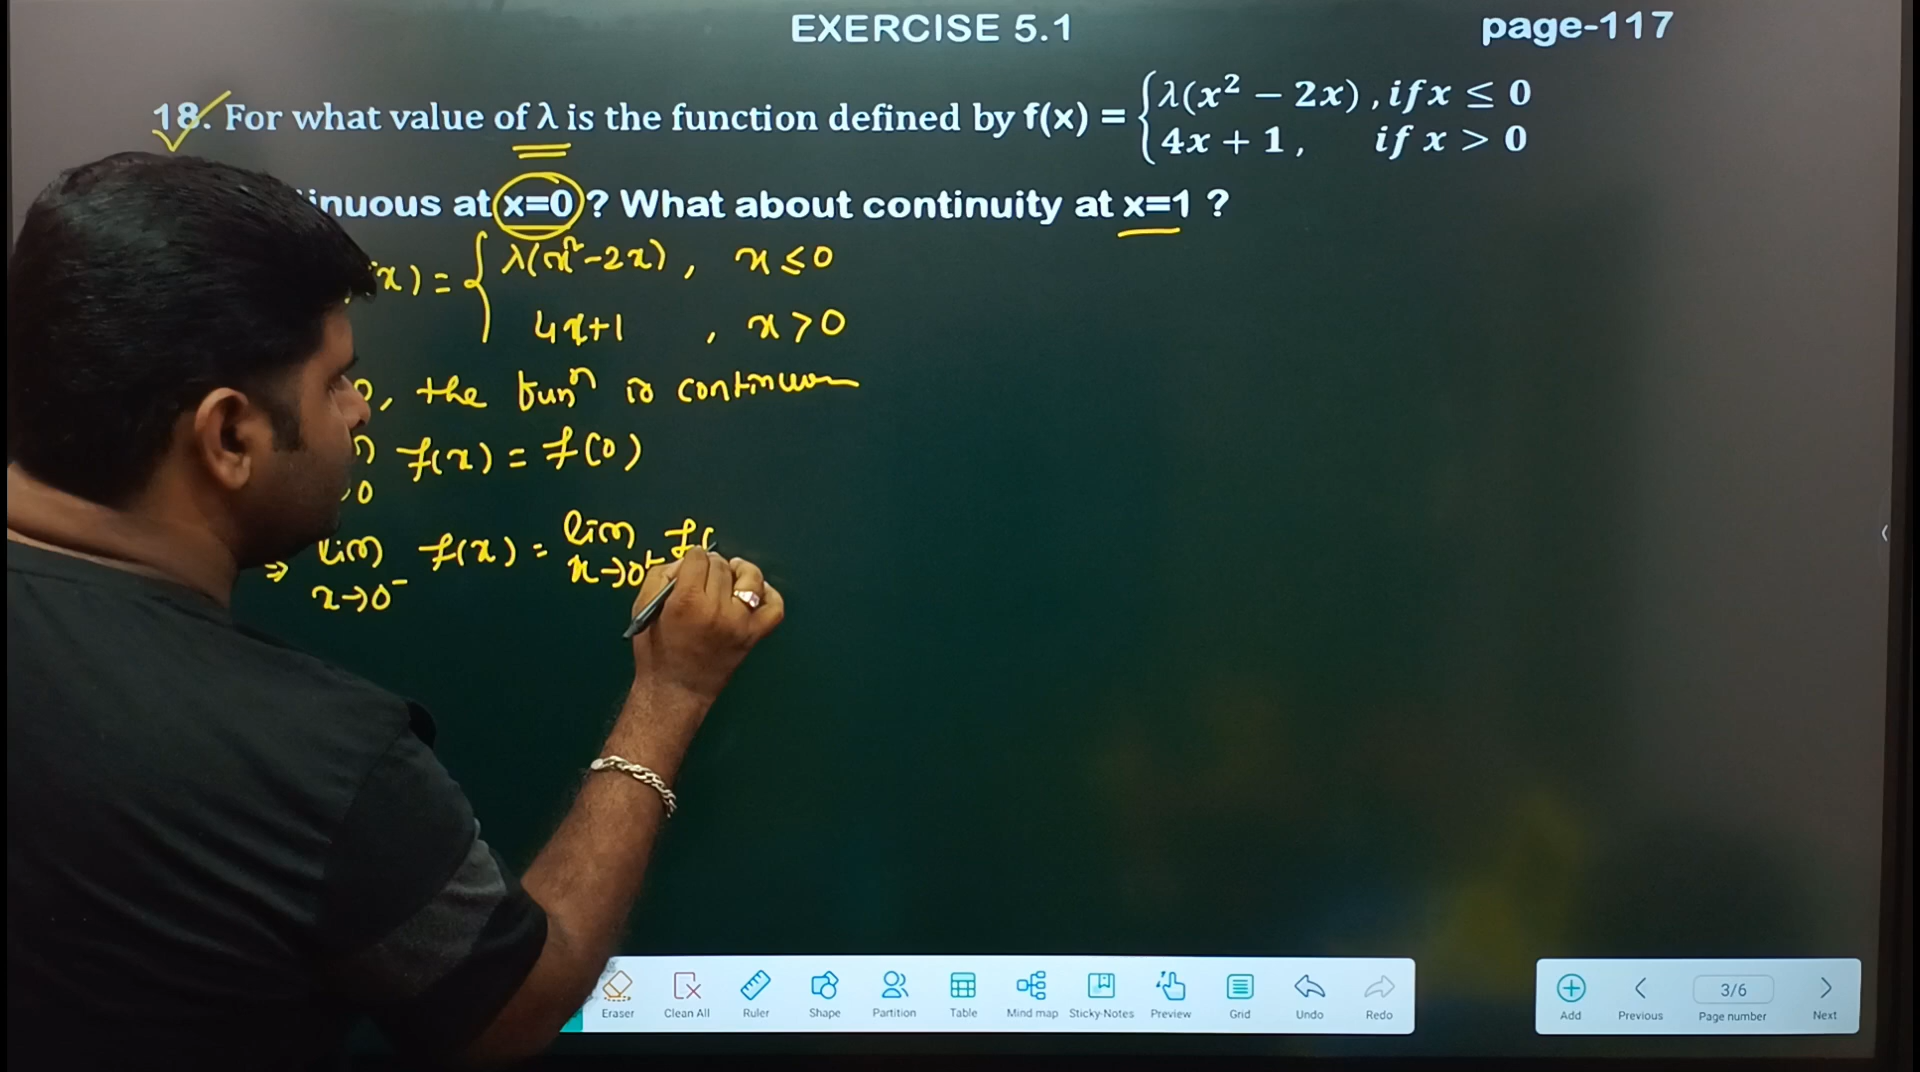 EXERCISE 5.1
page-117
18. For what value of λ is the function defined by f(x) = {λ(x² − 2x) , if x ≤ 0
4x + 1 , if x > 0
inuous at x=0 ? What about continuity at x=1 ?
x) = { λ(x²-2x) , x ≤ 0
4x+1 , x > 0
0, the funⁿ is continuous
f(x) = f(0)
→0
⇒ lim f(x) = lim f(
x→0⁻ x→0⁺
Eraser Clean All Ruler Shape Partition Table Mind map Sticky-Notes Preview Grid Undo Redo
Add Previous 3/6 Page number Next